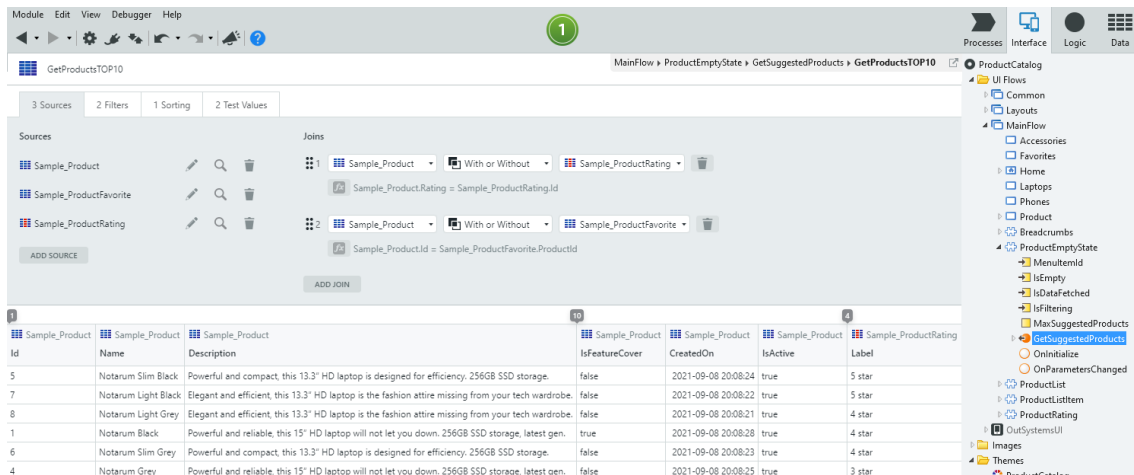 Module Edit View Debugger Help
1
Processes Interface Logic Data
GetProductsTOP10
MainFlow ▸ ProductEmptyState ▸ GetSuggestedProducts ▸ GetProductsTOP10
3 Sources 2 Filters 1 Sorting 2 Test Values
Sources
Sample_Product
Sample_ProductFavorite
Sample_ProductRating
ADD SOURCE
Joins
1 Sample_Product With or Without Sample_ProductRating
fx Sample_Product.Rating = Sample_ProductRating.Id
2 Sample_Product With or Without Sample_ProductFavorite
fx Sample_Product.Id = Sample_ProductFavorite.ProductId
ADD JOIN
1 10 4
Sample_Product Sample_Product Sample_Product Sample_Product Sample_Product Sample_Product Sample_ProductRating
Id Name Description IsFeatureCover CreatedOn IsActive Label
5 Notarum Slim Black Powerful and compact, this 13.3" HD laptop is designed for efficiency. 256GB SSD storage. false 2021-09-08 20:08:24 true 5 star
7 Notarum Light Black Elegant and efficient, this 13.3" HD laptop is the fashion attire missing from your tech wardrobe. false 2021-09-08 20:08:22 true 5 star
8 Notarum Light Grey Elegant and efficient, this 13.3" HD laptop is the fashion attire missing from your tech wardrobe. false 2021-09-08 20:08:21 true 4 star
1 Notarum Black Powerful and reliable, this 15" HD laptop will not let you down. 256GB SSD storage, latest gen. true 2021-09-08 20:08:28 true 4 star
6 Notarum Slim Grey Powerful and compact, this 13.3" HD laptop is designed for efficiency. 256GB SSD storage. false 2021-09-08 20:08:23 true 4 star
4 Notarum Grey Powerful and reliable, this 15" HD laptop will not let you down. 256GB SSD storage, latest gen. false 2021-09-08 20:08:25 true 3 star
ProductCatalog
UI Flows
Common
Layouts
MainFlow
Accessories
Favorites
Home
Laptops
Phones
Product
Breadcrumbs
ProductEmptyState
MenuItemId
IsEmpty
IsDataFetched
IsFiltering
MaxSuggestedProducts
GetSuggestedProducts
OnInitialize
OnParametersChanged
ProductList
ProductListItem
ProductRating
OutSystemsUI
Images
Themes
ProductCatalog